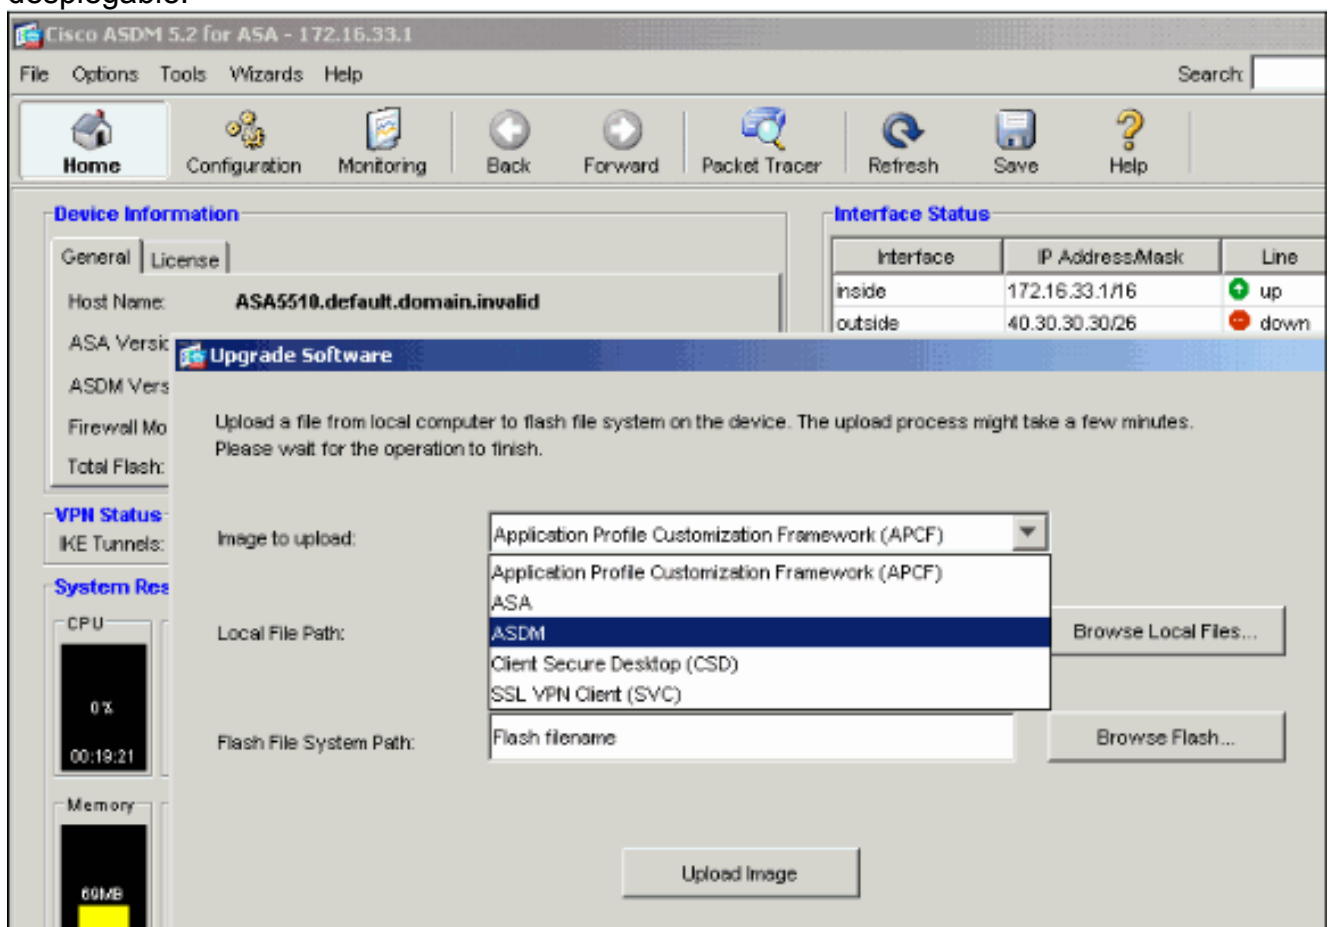 desplegable.
Cisco ASDM 5.2 for ASA - 172.16.33.1
File Options Tools Wizards Help Search:
Home Configuration Monitoring Back Forward Packet Tracer Refresh Save Help
Device Information
General License
Host Name: ASA5510.default.domain.invalid
ASA Versic
ASDM Vers
Firewall Mo
Total Flash:
Interface Status
Interface IP Address/Mask Line
inside 172.16.33.1/16 up
outside 40.30.30.30/26 down
VPN Status
IKE Tunnels:
System Res
CPU
0%
00:19:21
Memory
69MB
Upgrade Software
Upload a file from local computer to flash file system on the device. The upload process might take a few minutes.
Please wait for the operation to finish.
Image to upload: Application Profile Customization Framework (APCF)
Application Profile Customization Framework (APCF)
ASA
ASDM
Client Secure Desktop (CSD)
SSL VPN Client (SVC)
Local File Path: Browse Local Files...
Flash File System Path: Flash filename Browse Flash...
Upload Image